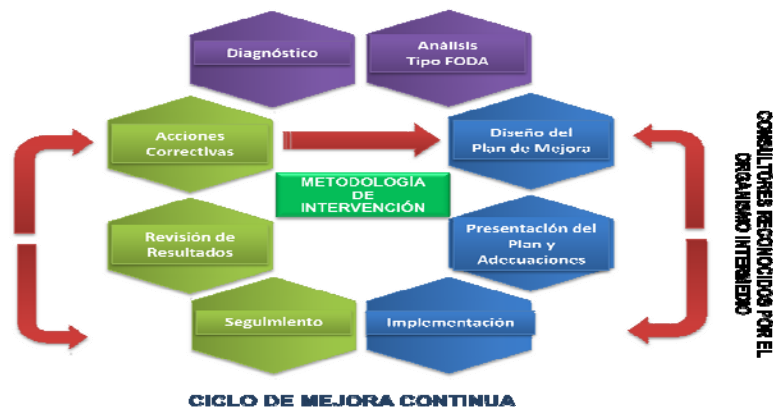 Diagnóstico
Análisis
Tipo FODA
Acciones
Correctivas
Diseño del
Plan de Mejora
METODOLOGÍA
DE
INTERVENCIÓN
Revisión de
Resultados
Presentación del
Plan y
Adecuaciones
Seguimiento
Implementación
CICLO DE MEJORA CONTINUA
CONSULTORES RECONOCIDOS POR EL
ORGANISMO INTERMEDIO